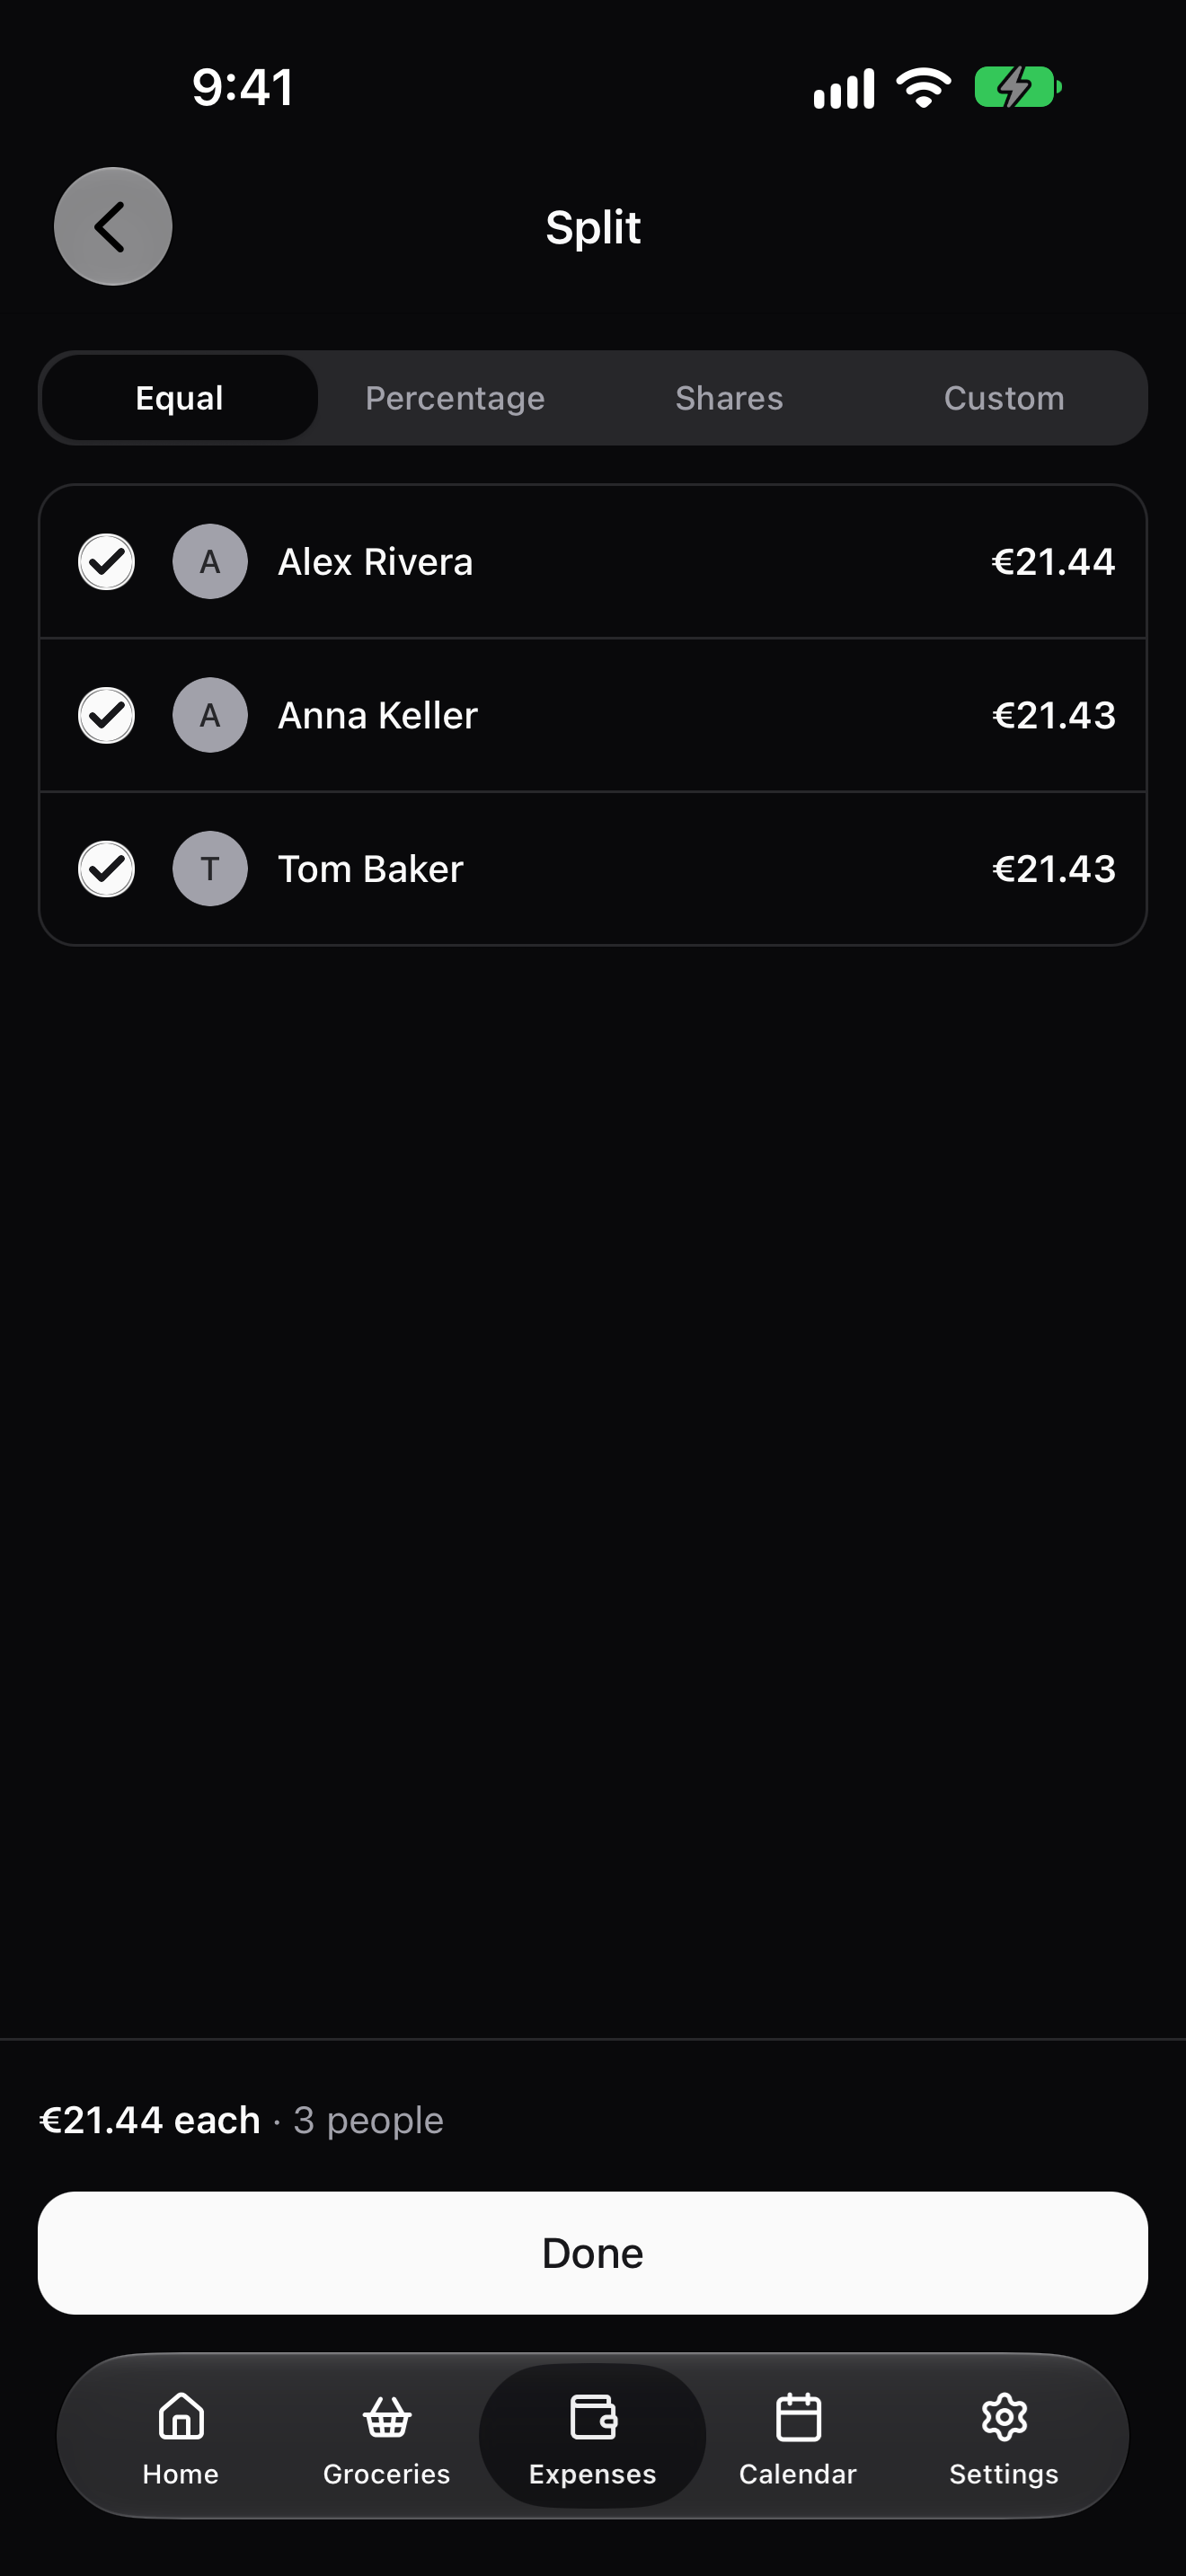 9:41
Split
Equal Percentage Shares Custom
A Alex Rivera €21.44
A Anna Keller €21.43
T Tom Baker €21.43
€21.44 each · 3 people
Done
Home Groceries Expenses Calendar Settings